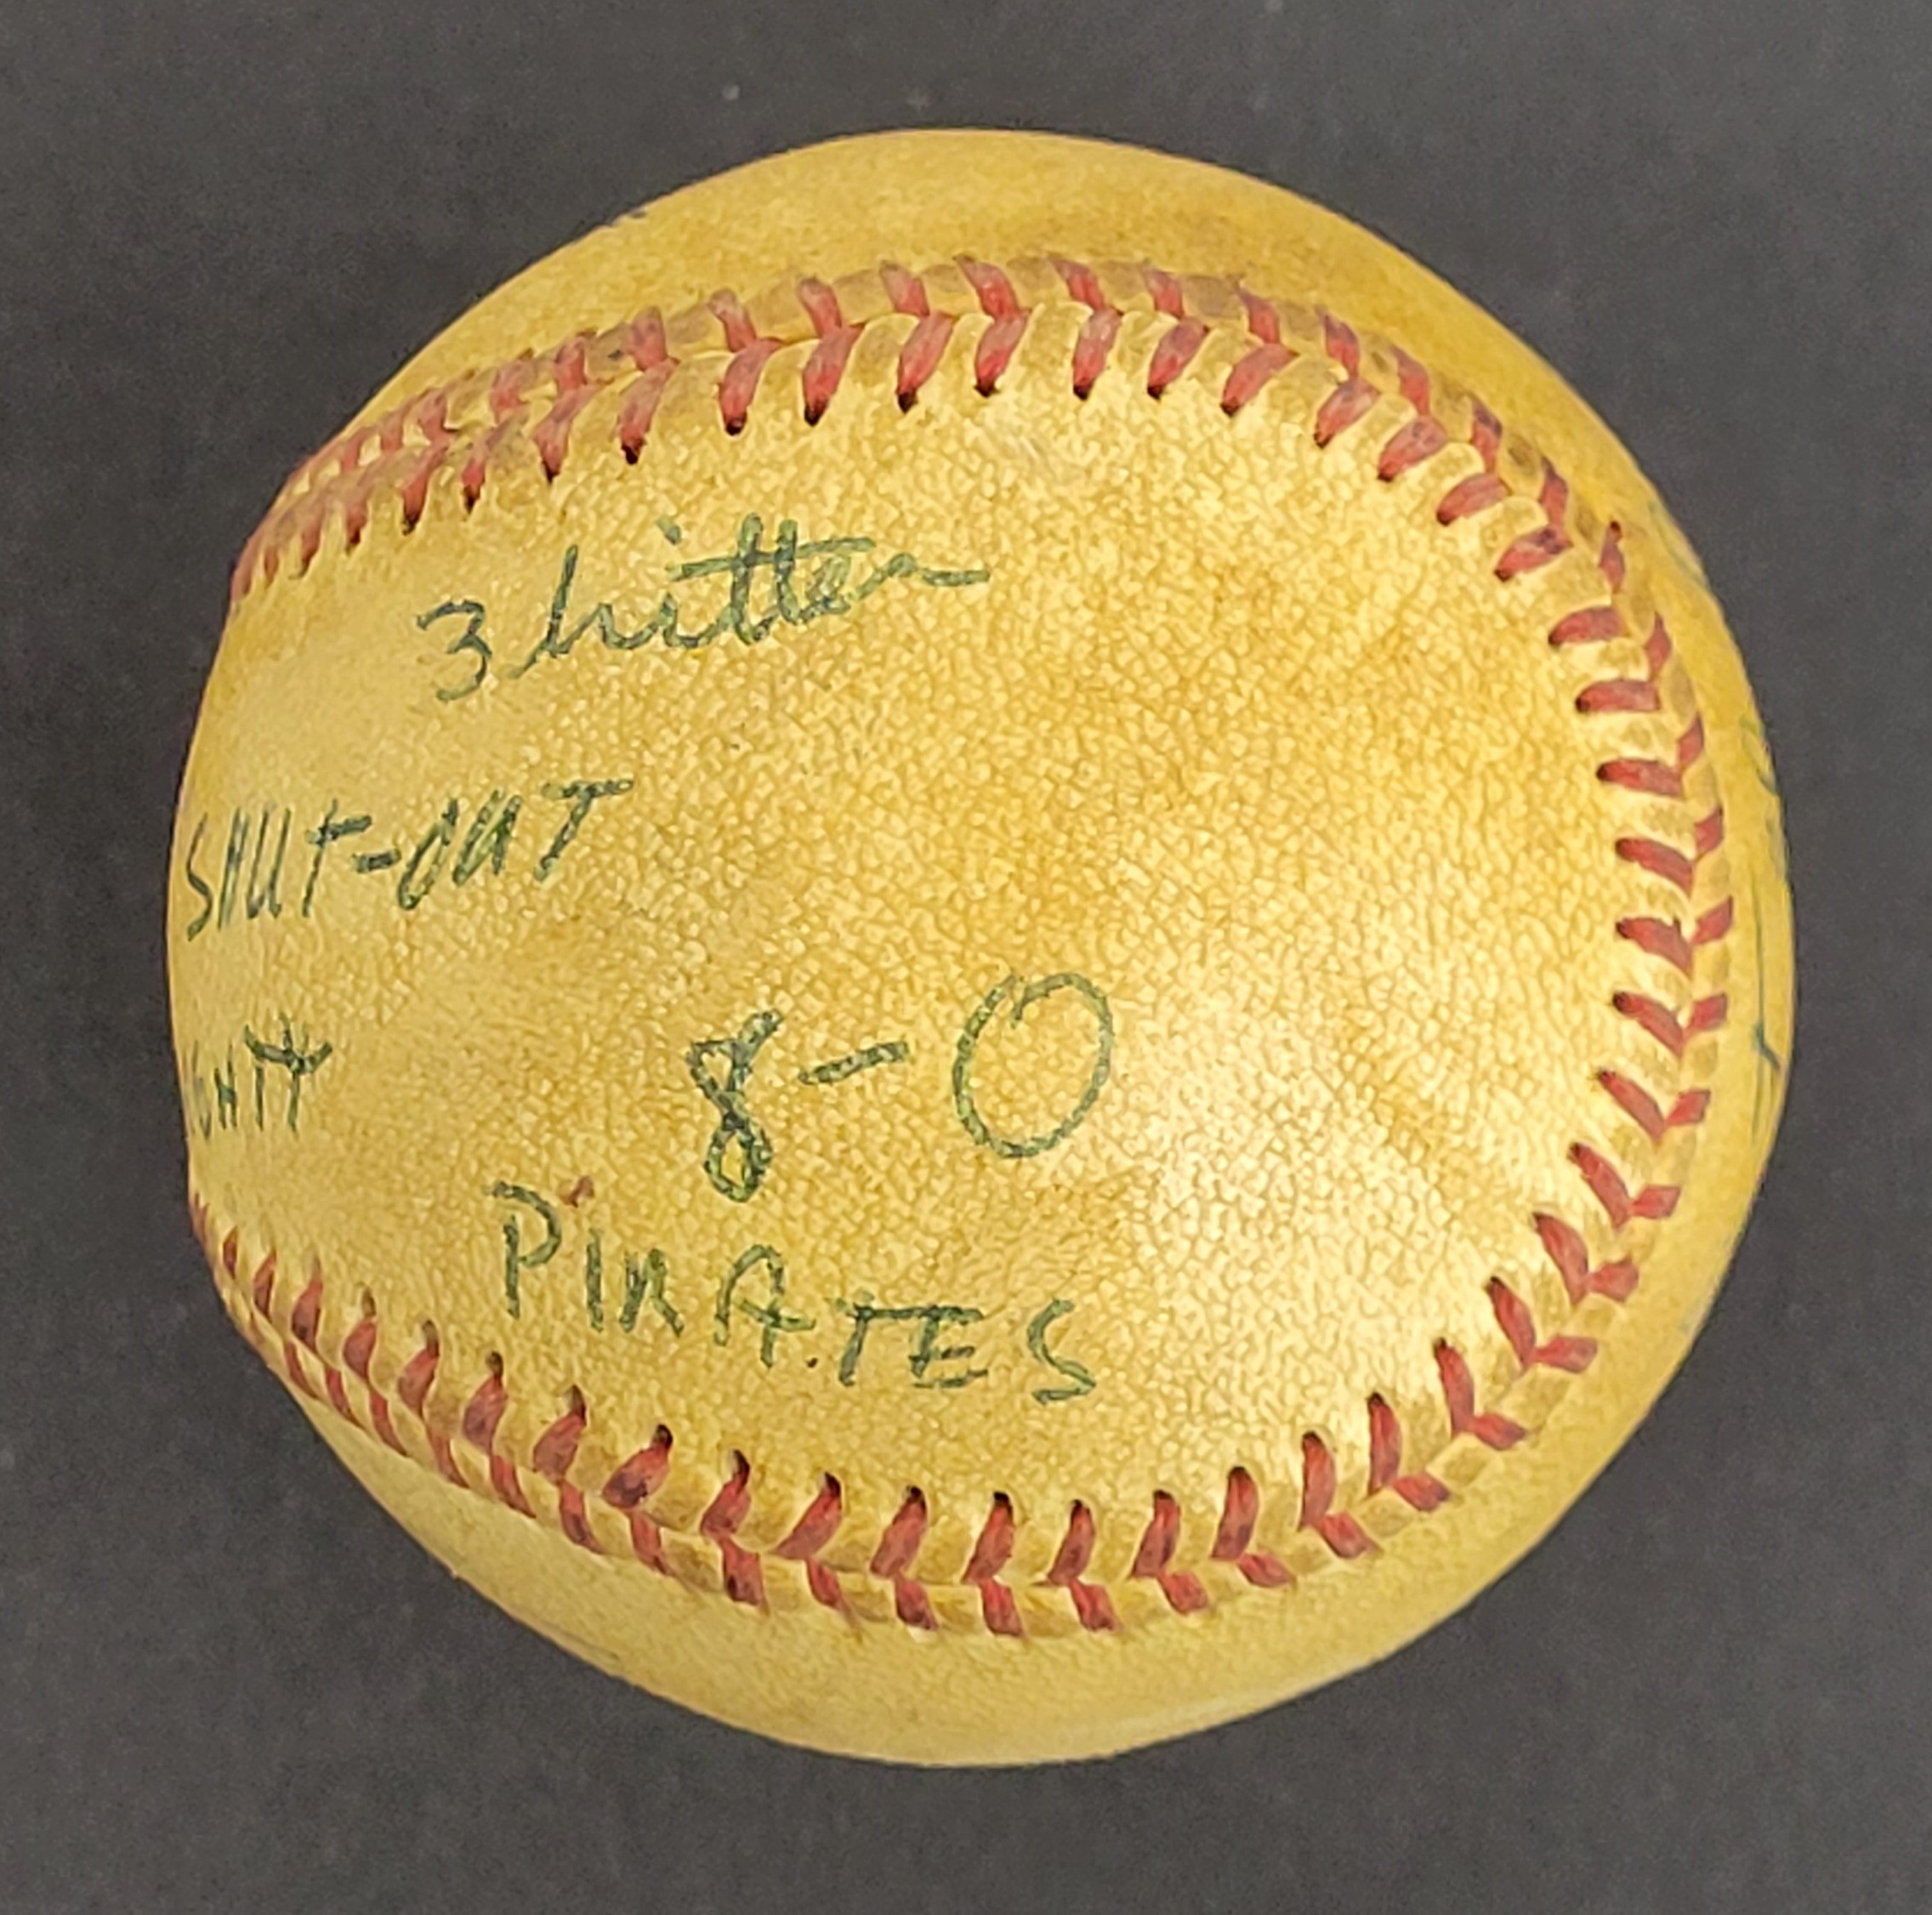 3 hitter
SHUT-OUT
8-0
PIRATES